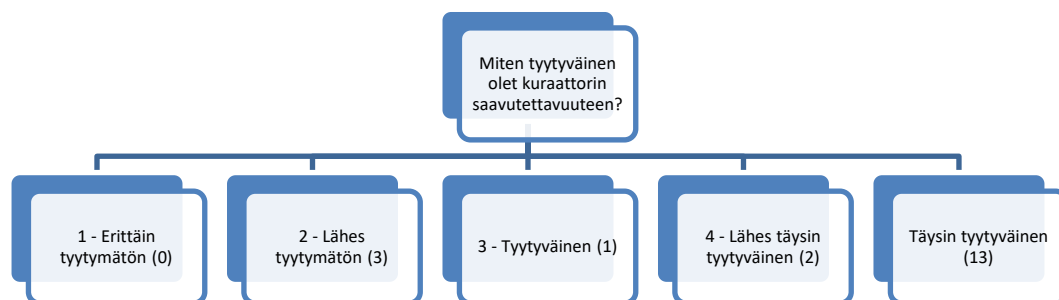 Miten tyytyväinen
olet kuraattorin
saavutettavuuteen?
1 - Erittäin
tyytymätön (0)
2 - Lähes
tyytymätön (3)
3 - Tyytyväinen (1)
4 - Lähes täysin
tyytyväinen (2)
Täysin tyytyväinen
(13)